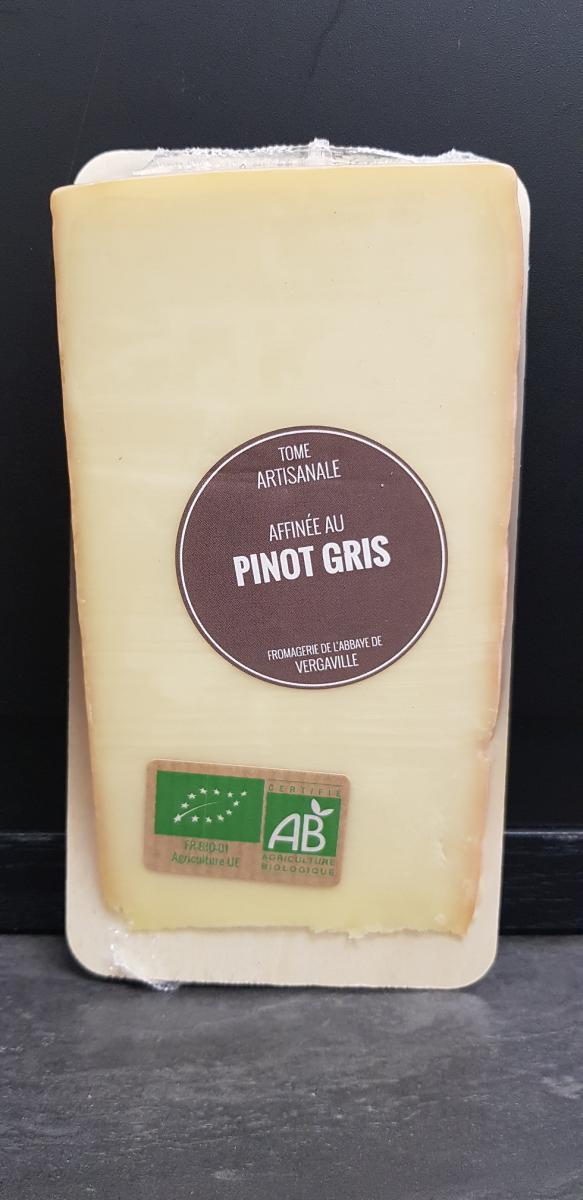 TOME
ARTISANALE
AFFINÉE AU
PINOT GRIS
FROMAGERIE DE L'ABBAYE DE
VERGAVILLE
FR-BIO-01
Agriculture UE
CERTIFIÉ
AB
AGRICULTURE
BIOLOGIQUE